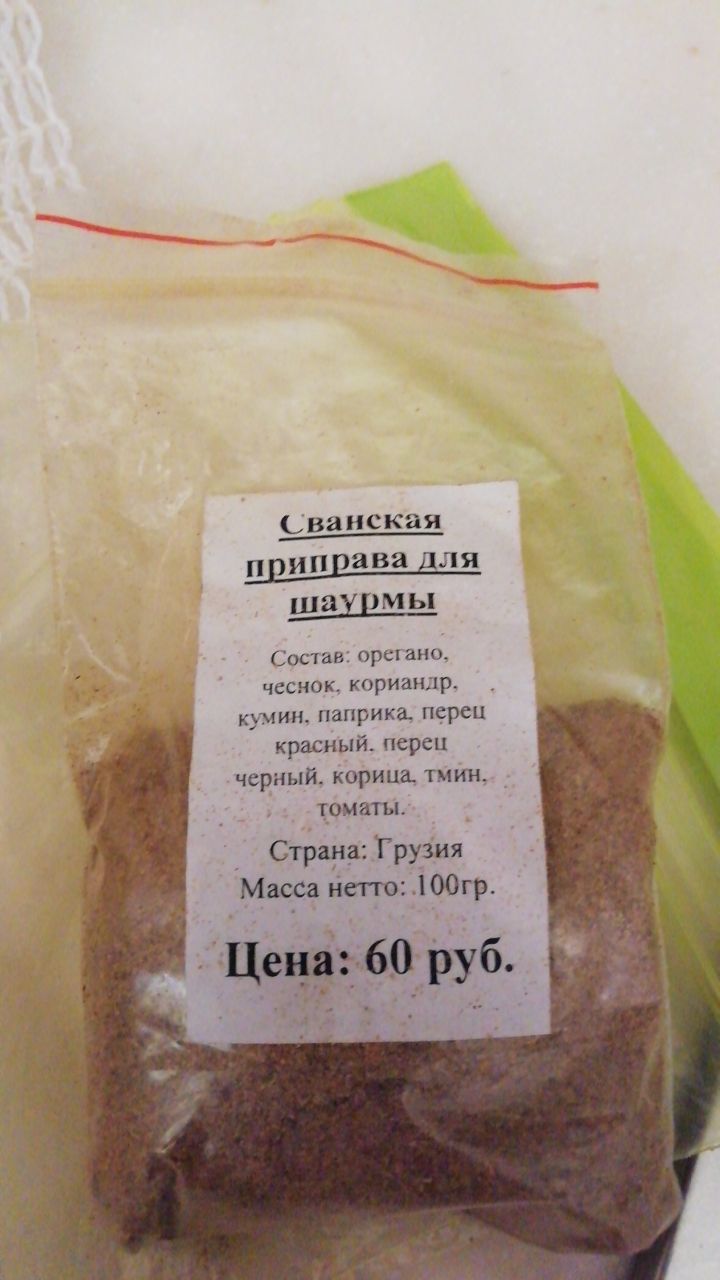 Сванская
приправа для
шаурмы
Состав: орегано,
чеснок, кориандр,
кумин, паприка, перец
красный, перец
черный, корица, тмин,
томаты.
Страна: Грузия
Масса нетто: 100гр.
Цена: 60 руб.